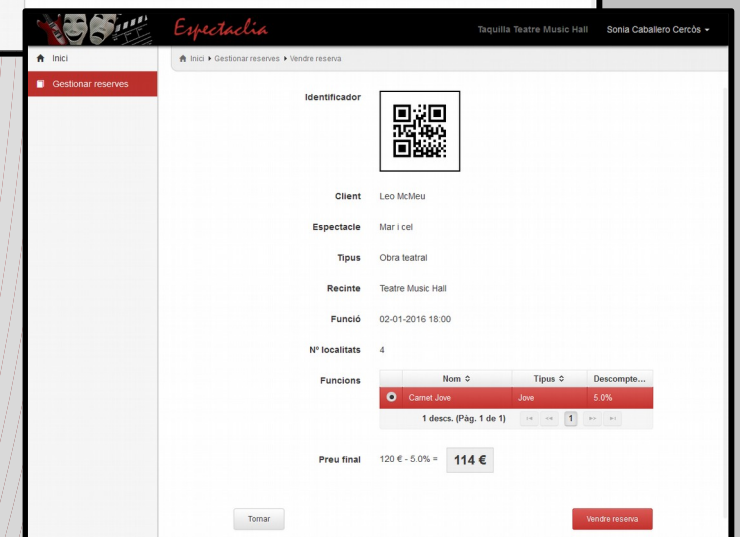 Espectaclia
Taquilla Teatre Music Hall Sonia Caballero Cercòs
Inici
Inici Gestionar reserves Vendre reserva
Gestionar reserves
Identificador
Client Leo McMeu
Espectacle Mar i cel
Tipus Obra teatral
Recinte Teatre Music Hall
Funció 02-01-2016 18:00
Nº localitats 4
Funcions
Nom Tipus Descompte...
Carnet Jove Jove 5.0%
1 descs. (Pàg. 1 de 1) 1
Preu final 120 € - 5.0% = 114 €
Tornar Vendre reserva